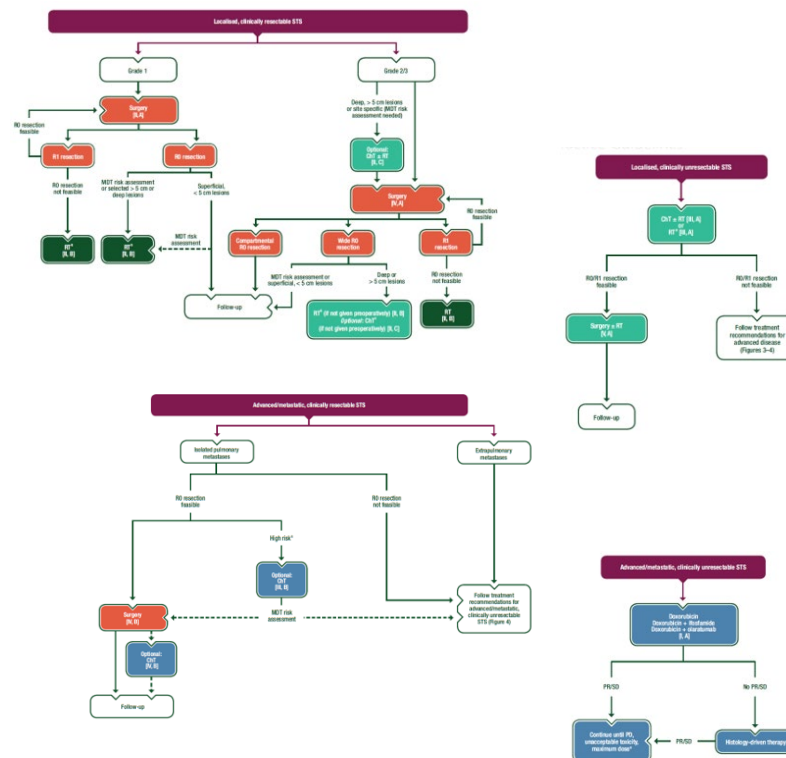 Localised, clinically resectable STS
Grade 1
Grade 2/3
Surgery
[II, A]
R0 resection
feasible
R1 resection
R0 resection
R0 resection
not feasible
MDT risk assessment
or selected > 5 cm or
deep lesions
Superficial,
< 5 cm lesions
MDT risk
assessment
RTa
[II, B]
RTa
[II, B]
Deep, > 5 cm lesions
or site specific (MDT risk
assessment needed)
Optional:
ChT ± RT
[II, C]
Surgery
[IV, A]
R0 resection
feasible
Compartmental
R0 resection
Wide R0
resection
R1
resection
MDT risk assessment or
superficial, < 5 cm lesions
Deep or
> 5 cm lesions
R0 resection
not feasible
Follow-up
(if not given preoperatively) [II, B]
Optional:
(if not given preoperatively) [II, C]
RT
[II, B]
Localised, clinically unresectable STS
ChT ± RT [III, A]
or
[III, A]
R0/R1 resection
feasible
R0/R1 resection
not feasible
Surgery ± RT
[V, A]
Follow treatment
recommendations for
advanced disease
(Figures 3–4)
Follow-up
Advanced/metastatic, clinically resectable STS
Isolated pulmonary
metastases
Extrapulmonary
metastases
R0 resection
feasible
R0 resection
not feasible
High risk
Optional:
ChT
[III, B]
Surgery
[IV, B]
MDT risk
assessment
Follow treatment
recommendations for
advanced/metastatic,
clinically unresectable
STS (Figure 4)
Optional:
ChT
[IV, B]
Follow-up
Advanced/metastatic, clinically unresectable STS
Doxorubicin
Doxorubicin + ifosfamide
Doxorubicin + olaratumab
[I, A]
PR/SD
No PR/SD
Continue until PD,
unacceptable toxicity,
maximum dose
PR/SD
Histology-driven therapy